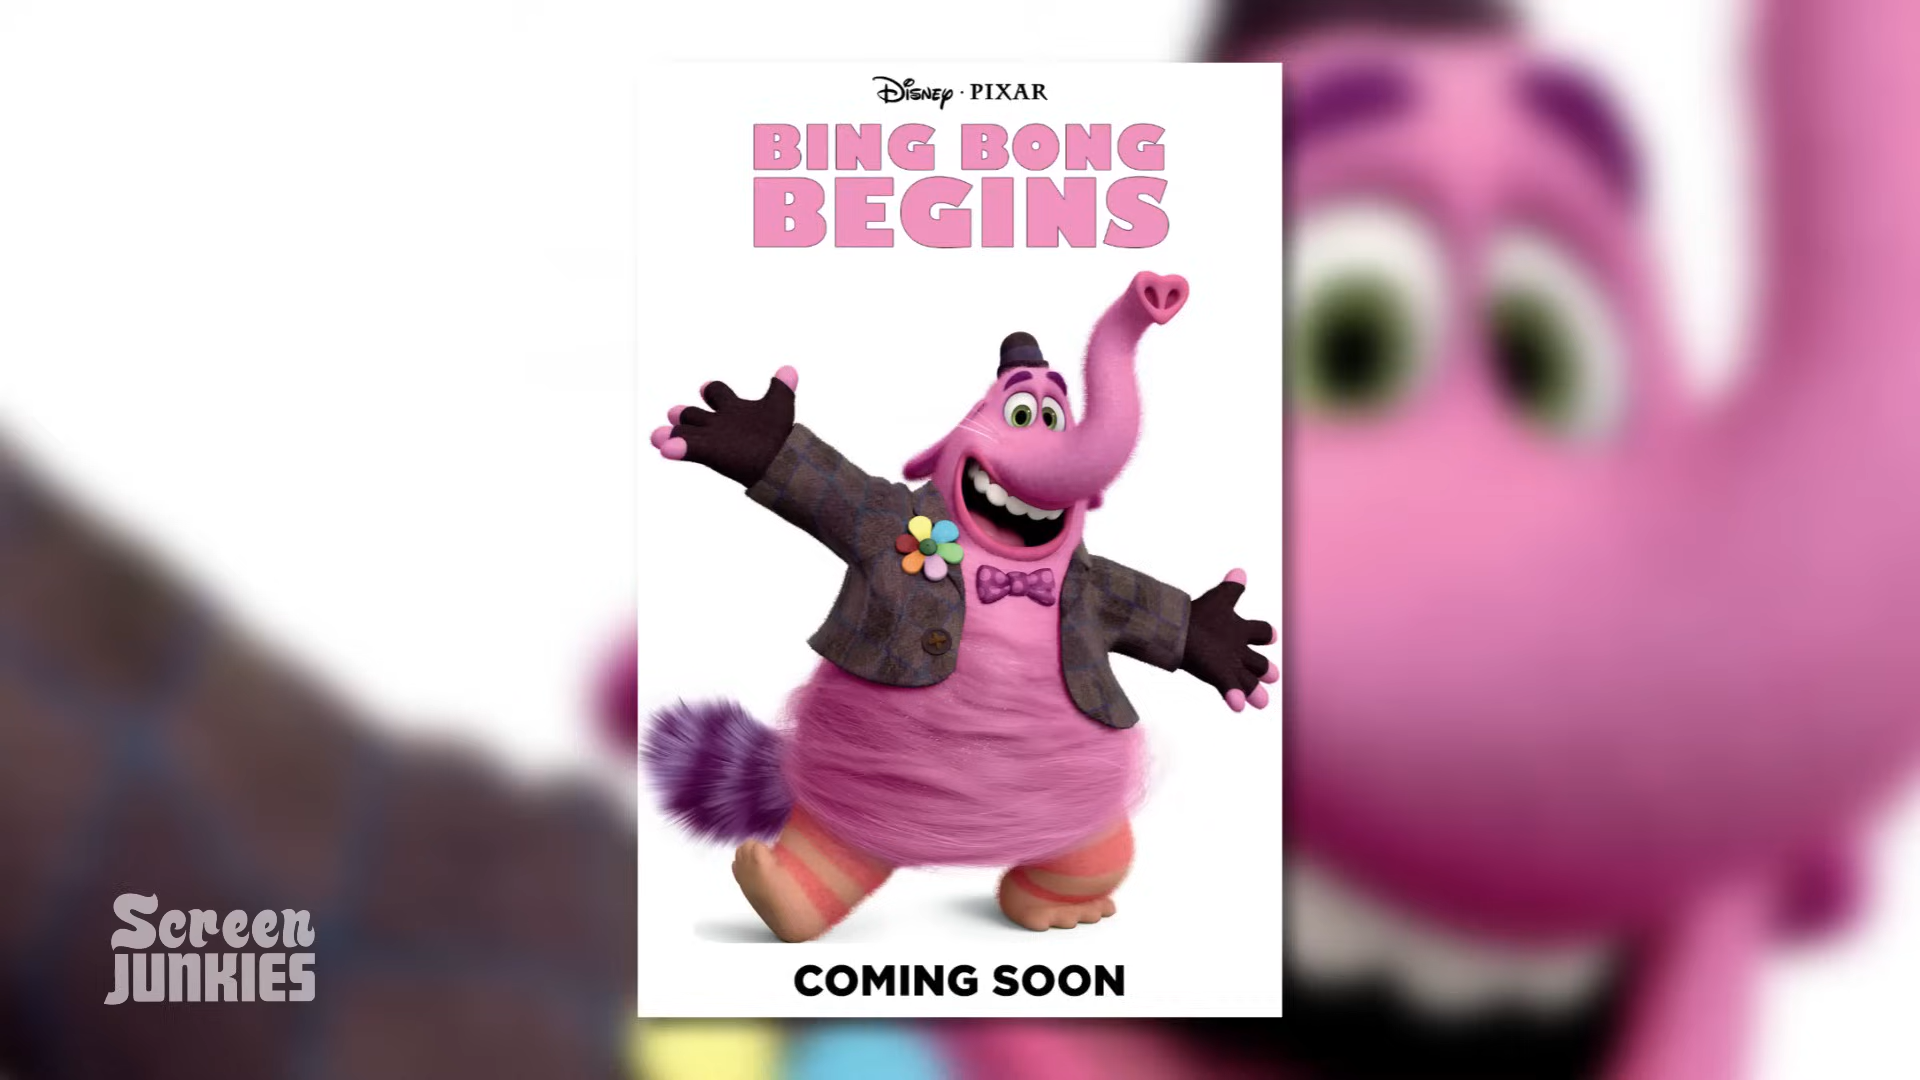 Disney · PIXAR
BING BONG
BEGINS
COMING SOON
Screen
JUNKIES